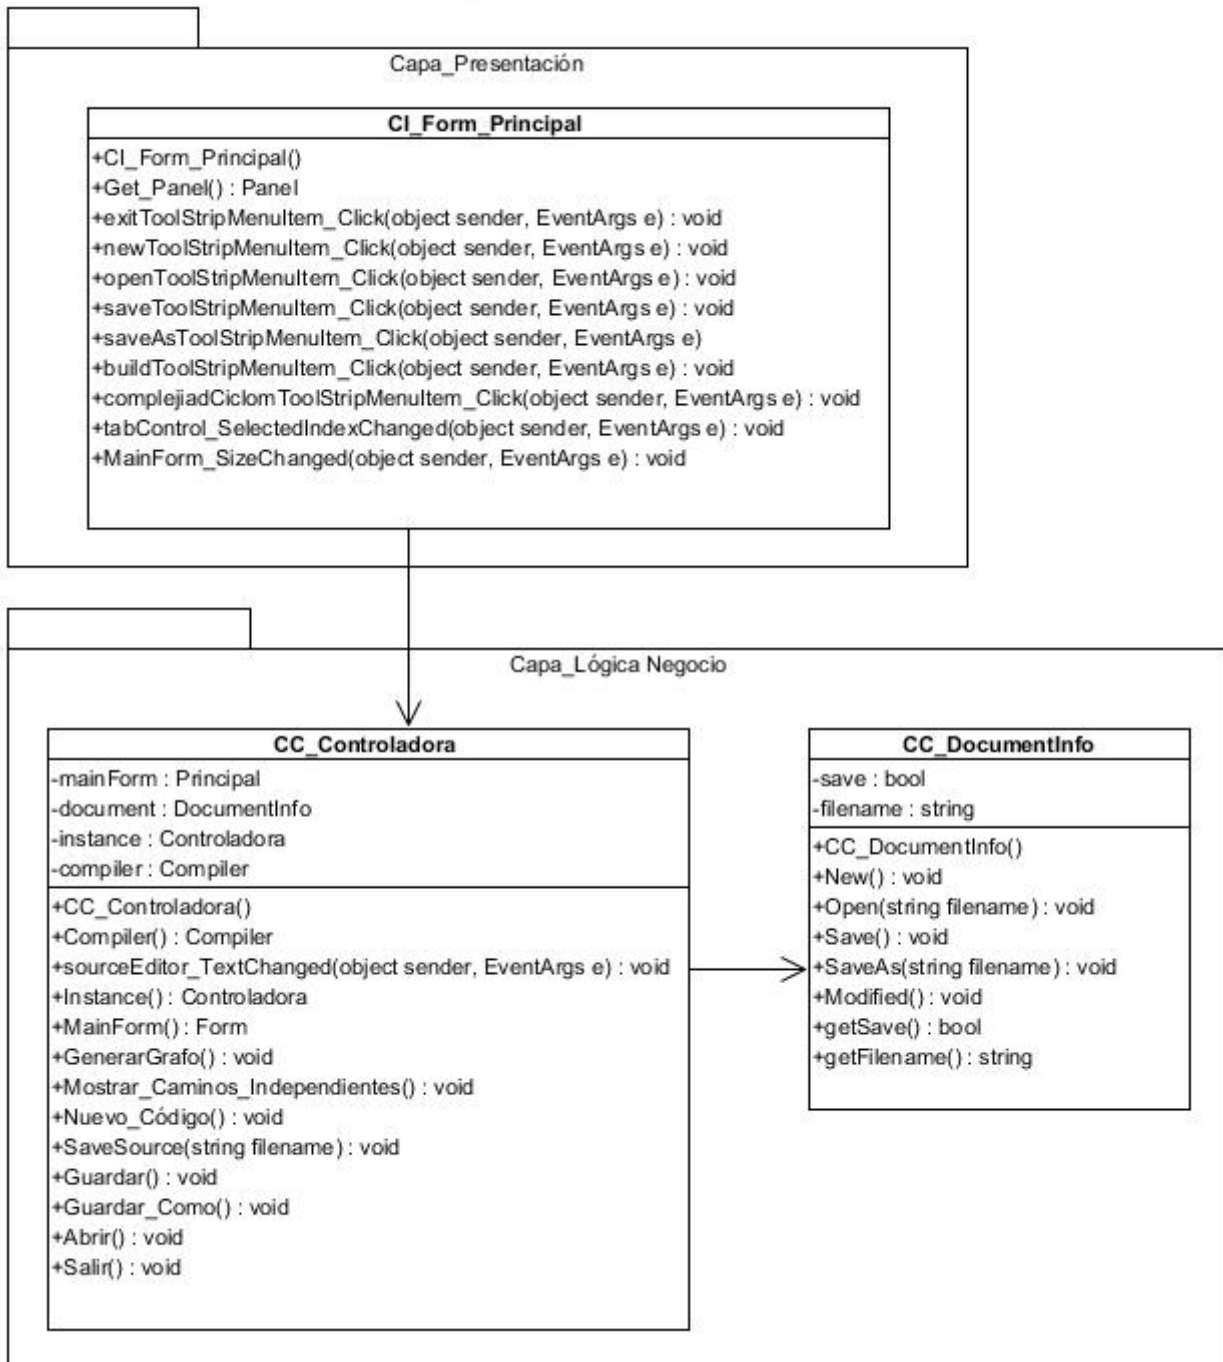 Capa_Presentación
CI_Form_Principal
+CI_Form_Principal()
+Get_Panel() : Panel
+exitToolStripMenuItem_Click(object sender, EventArgs e) : void
+newToolStripMenuItem_Click(object sender, EventArgs e) : void
+openToolStripMenuItem_Click(object sender, EventArgs e) : void
+saveToolStripMenuItem_Click(object sender, EventArgs e) : void
+saveAsToolStripMenuItem_Click(object sender, EventArgs e)
+buildToolStripMenuItem_Click(object sender, EventArgs e) : void
+complejiadCiclomToolStripMenuItem_Click(object sender, EventArgs e) : void
+tabControl_SelectedIndexChanged(object sender, EventArgs e) : void
+MainForm_SizeChanged(object sender, EventArgs e) : void
Capa_Lógica Negocio
CC_Controladora
-mainForm : Principal
-document : DocumentInfo
-instance : Controladora
-compiler : Compiler
+CC_Controladora()
+Compiler() : Compiler
+sourceEditor_TextChanged(object sender, EventArgs e) : void
+Instance() : Controladora
+MainForm() : Form
+GenerarGrafo() : void
+Mostrar_Caminos_Independientes() : void
+Nuevo_Código() : void
+SaveSource(string filename) : void
+Guardar() : void
+Guardar_Como() : void
+Abrir() : void
+Salir() : void
CC_DocumentInfo
-save : bool
-filename : string
+CC_DocumentInfo()
+New() : void
+Open(string filename) : void
+Save() : void
+SaveAs(string filename) : void
+Modified() : void
+getSave() : bool
+getFilename() : string